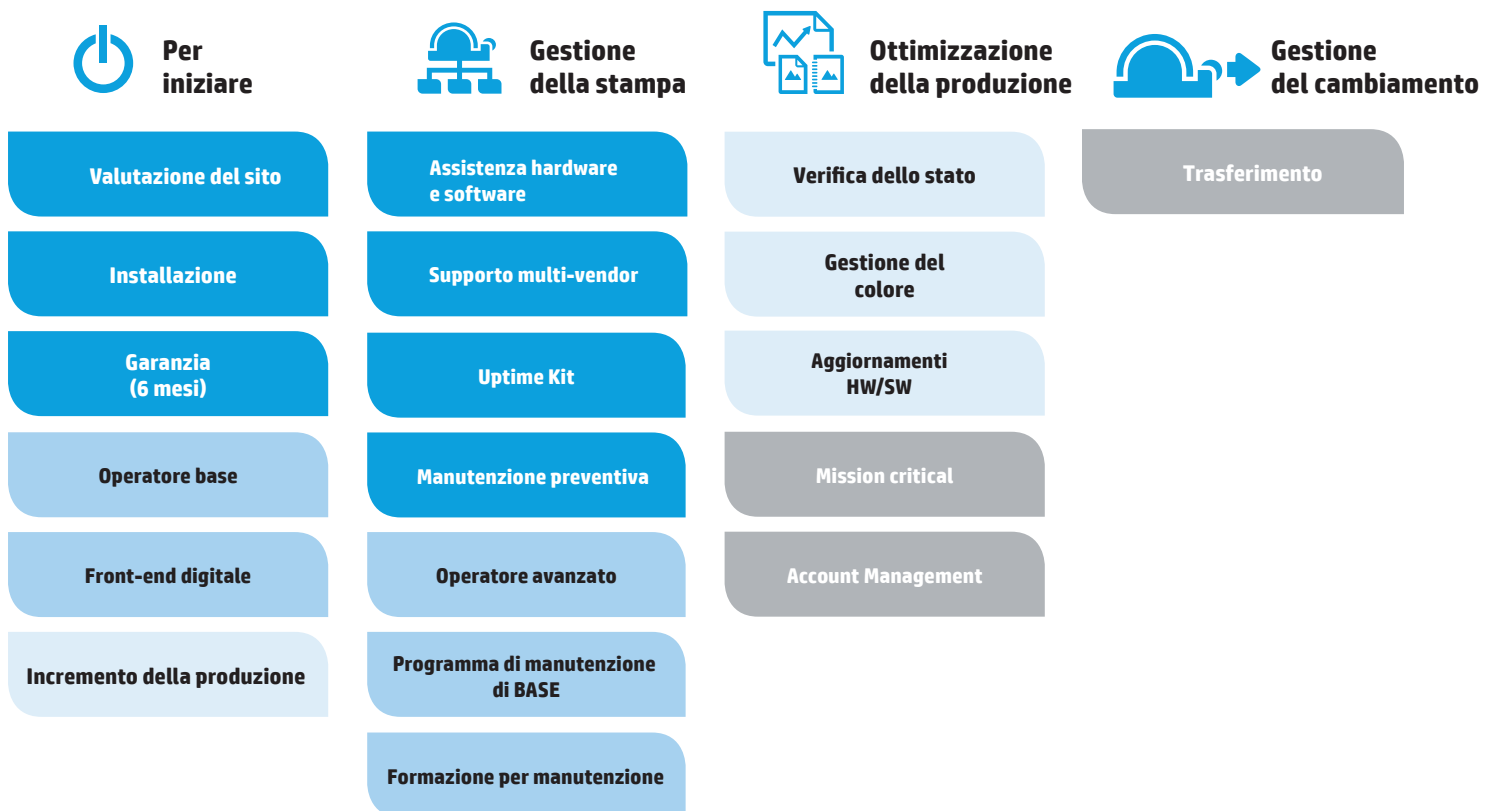 Per
iniziare
Valutazione del sito
Installazione
Garanzia
(6 mesi)
Operatore base
Front-end digitale
Incremento della produzione
Gestione
della stampa
Assistenza hardware
e software
Supporto multi-vendor
Uptime Kit
Manutenzione preventiva
Operatore avanzato
Programma di manutenzione
di BASE
Formazione per manutenzione
Ottimizzazione
della produzione
Verifica dello stato
Gestione del
colore
Aggiornamenti
HW/SW
Mission critical
Account Management
Gestione
del cambiamento
Trasferimento